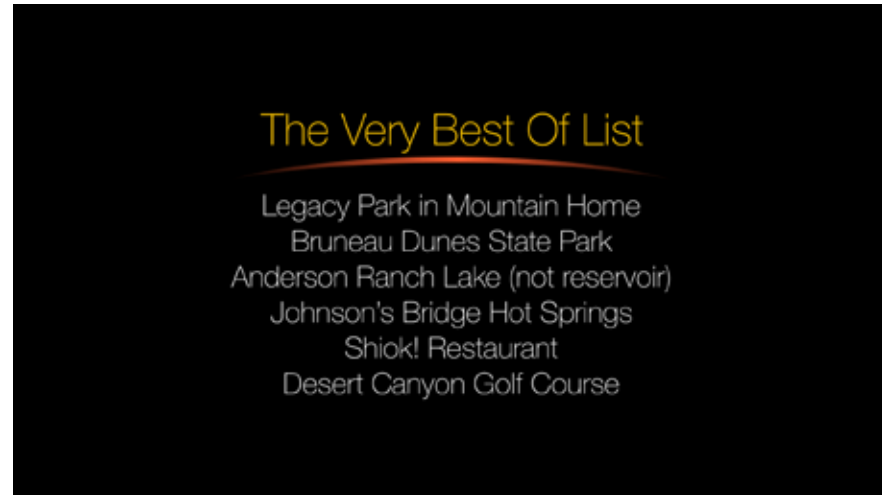 The Very Best Of List
Legacy Park in Mountain Home
Bruneau Dunes State Park
Anderson Ranch Lake (not reservoir)
Johnson's Bridge Hot Springs
Shiok! Restaurant
Desert Canyon Golf Course